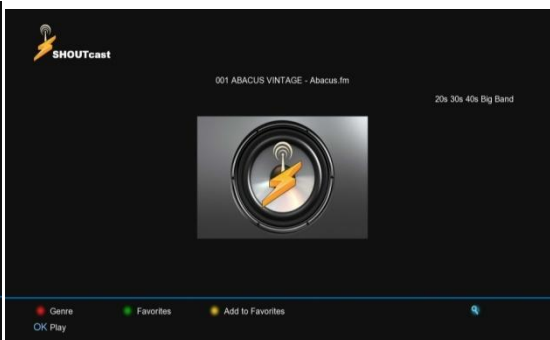 SHOUTcast
001 ABACUS VINTAGE - Abacus.fm
20s 30s 40s Big Band
Genre Favorites Add to Favorites
OK Play